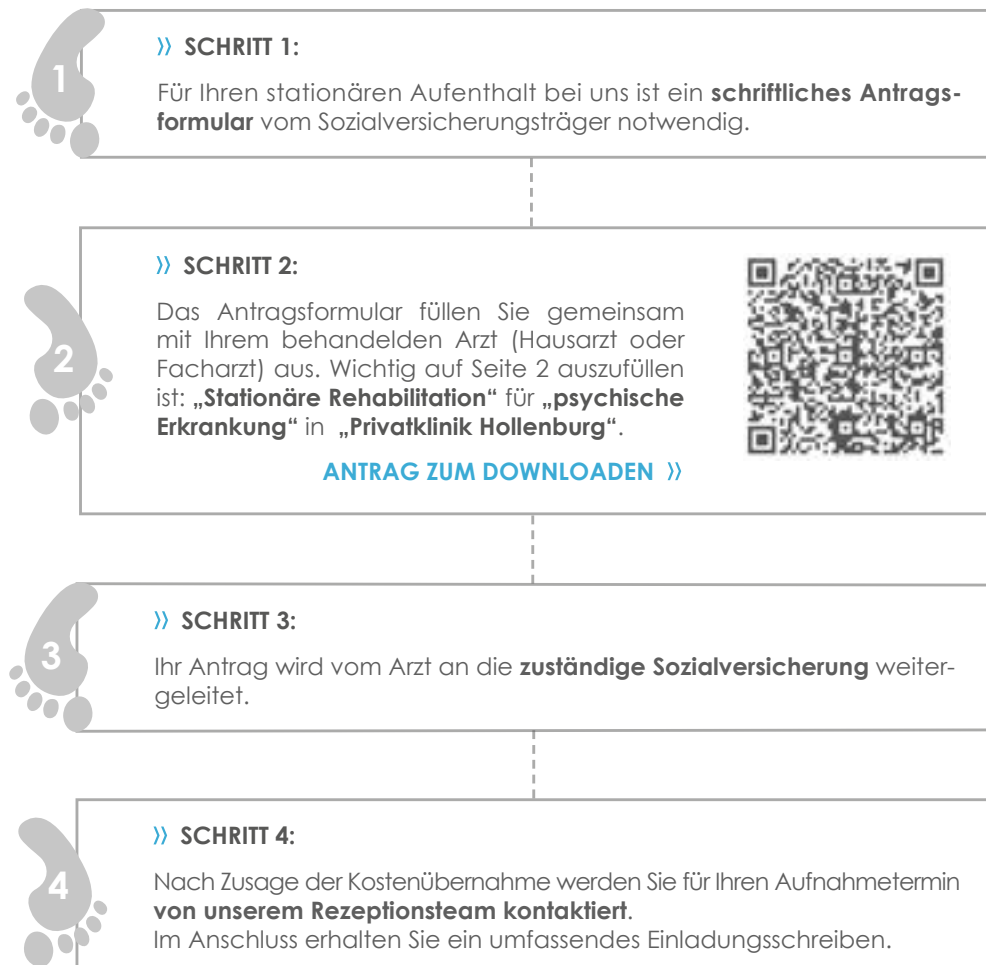 1
》 SCHRITT 1:
Für Ihren stationären Aufenthalt bei uns ist ein schriftliches Antrags-
formular vom Sozialversicherungsträger notwendig.
2
》 SCHRITT 2:
Das Antragsformular füllen Sie gemeinsam
mit Ihrem behandelden Arzt (Hausarzt oder
Facharzt) aus. Wichtig auf Seite 2 auszufüllen
ist: „Stationäre Rehabilitation“ für „psychische
Erkrankung“ in „Privatklinik Hollenburg“.
ANTRAG ZUM DOWNLOADEN 》
3
》 SCHRITT 3:
Ihr Antrag wird vom Arzt an die zuständige Sozialversicherung weiter-
geleitet.
4
》 SCHRITT 4:
Nach Zusage der Kostenübernahme werden Sie für Ihren Aufnahmetermin
von unserem Rezeptionsteam kontaktiert.
Im Anschluss erhalten Sie ein umfassendes Einladungsschreiben.